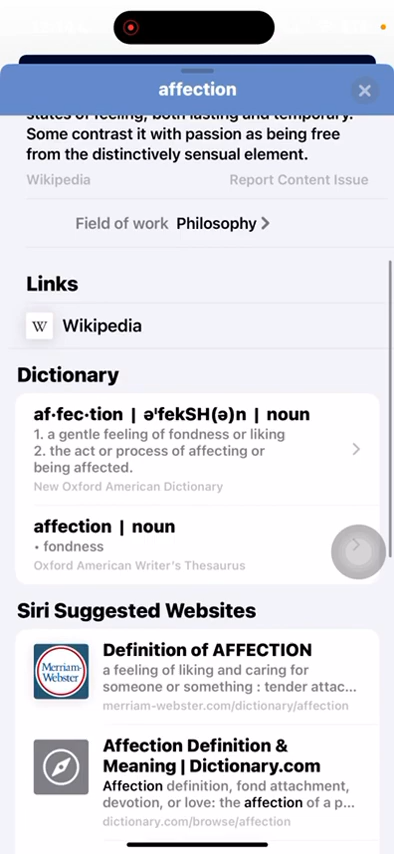 affection
states of feeling, both lasting and temporary.
Some contrast it with passion as being free
from the distinctively sensual element.
Wikipedia Report Content Issue
Field of work Philosophy
Links
W Wikipedia
Dictionary
af·fec·tion | əˈfekSH(ə)n | noun
1. a gentle feeling of fondness or liking
2. the act or process of affecting or
being affected.
New Oxford American Dictionary
affection | noun
• fondness
Oxford American Writer's Thesaurus
Siri Suggested Websites
Merriam-
Webster
Definition of AFFECTION
a feeling of liking and caring for
someone or something : tender attac...
merriam-webster.com/dictionary/affection
Affection Definition &
Meaning | Dictionary.com
Affection definition, fond attachment,
devotion, or love: the affection of a p...
dictionary.com/browse/affection